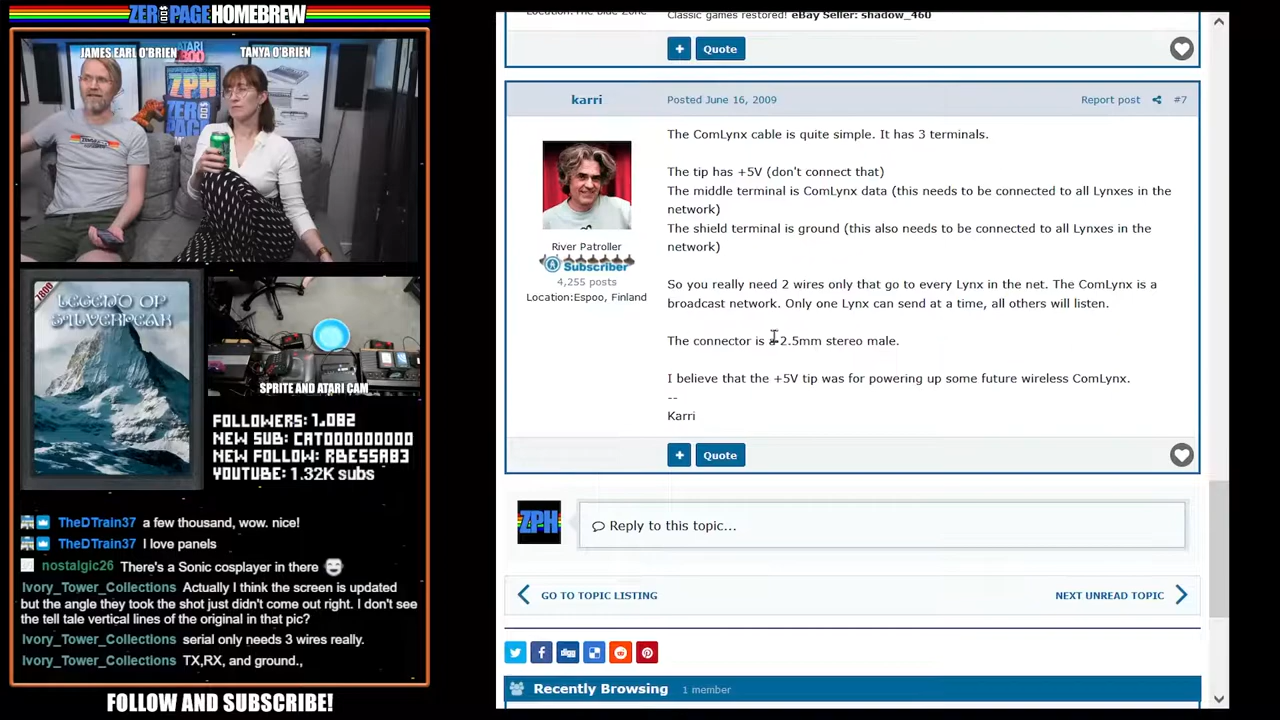 ZEROPAGE HOMEBREW
JAMES EARL O'BRIEN
TANYA O'BRIEN
ATARI
ZPH
7800
LEGEND OF
SILVERPEAK
SPRITE AND ATARI CAM
FOLLOWERS: 1,082
NEW SUB: CATO00000000
NEW FOLLOW: RBESSA83
YOUTUBE: 1.32K subs
TheDTrain37 a few thousand, wow. nice!
TheDTrain37 I love panels
nostalgic26 There's a Sonic cosplayer in there
Ivory_Tower_Collections Actually I think the screen is updated
but the angle they took the shot just didn't come out right. I don't see
the tell tale vertical lines of the original in that pic?
Ivory_Tower_Collections serial only needs 3 wires really.
Ivory_Tower_Collections TX,RX, and ground.,
FOLLOW AND SUBSCRIBE!
Classic games restored! eBay Seller: shadow_460
+ Quote
karri
Posted June 16, 2009
Report post #7
River Patroller
Subscriber
4,255 posts
Location:Espoo, Finland
The ComLynx cable is quite simple. It has 3 terminals.
The tip has +5V (don't connect that)
The middle terminal is ComLynx data (this needs to be connected to all Lynxes in the
network)
The shield terminal is ground (this also needs to be connected to all Lynxes in the
network)
So you really need 2 wires only that go to every Lynx in the net. The ComLynx is a
broadcast network. Only one Lynx can send at a time, all others will listen.
The connector is a 2.5mm stereo male.
I believe that the +5V tip was for powering up some future wireless ComLynx.
--
Karri
+ Quote
ZPH
Reply to this topic...
GO TO TOPIC LISTING
NEXT UNREAD TOPIC
digg
Recently Browsing 1 member